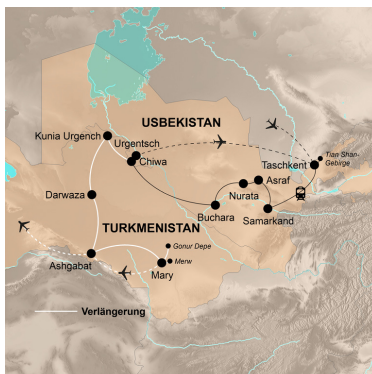 USBEKISTAN
Kunia Urgench
Urgentsch
Chiwa
Tian Shan-
Gebirge
Taschkent
Asraf
Nurata
Darwaza
Buchara
Samarkand
TURKMENISTAN
Gonur Depe
Merw
Ashgabat
Mary
Verlängerung